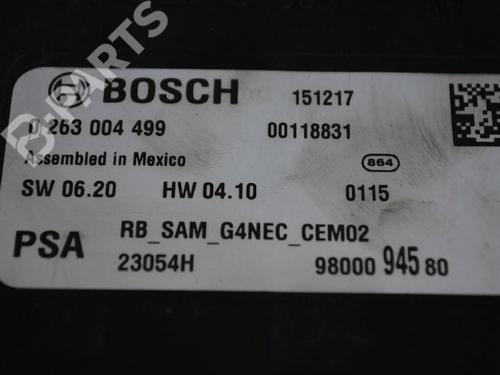 B-PARTS
BOSCH 151217
0 263 004 499 00118831
Assembled in Mexico 864
SW 06.20 HW 04.10 0115
PSA RB_SAM_G4NEC_CEM02
23054H 98000 945 80